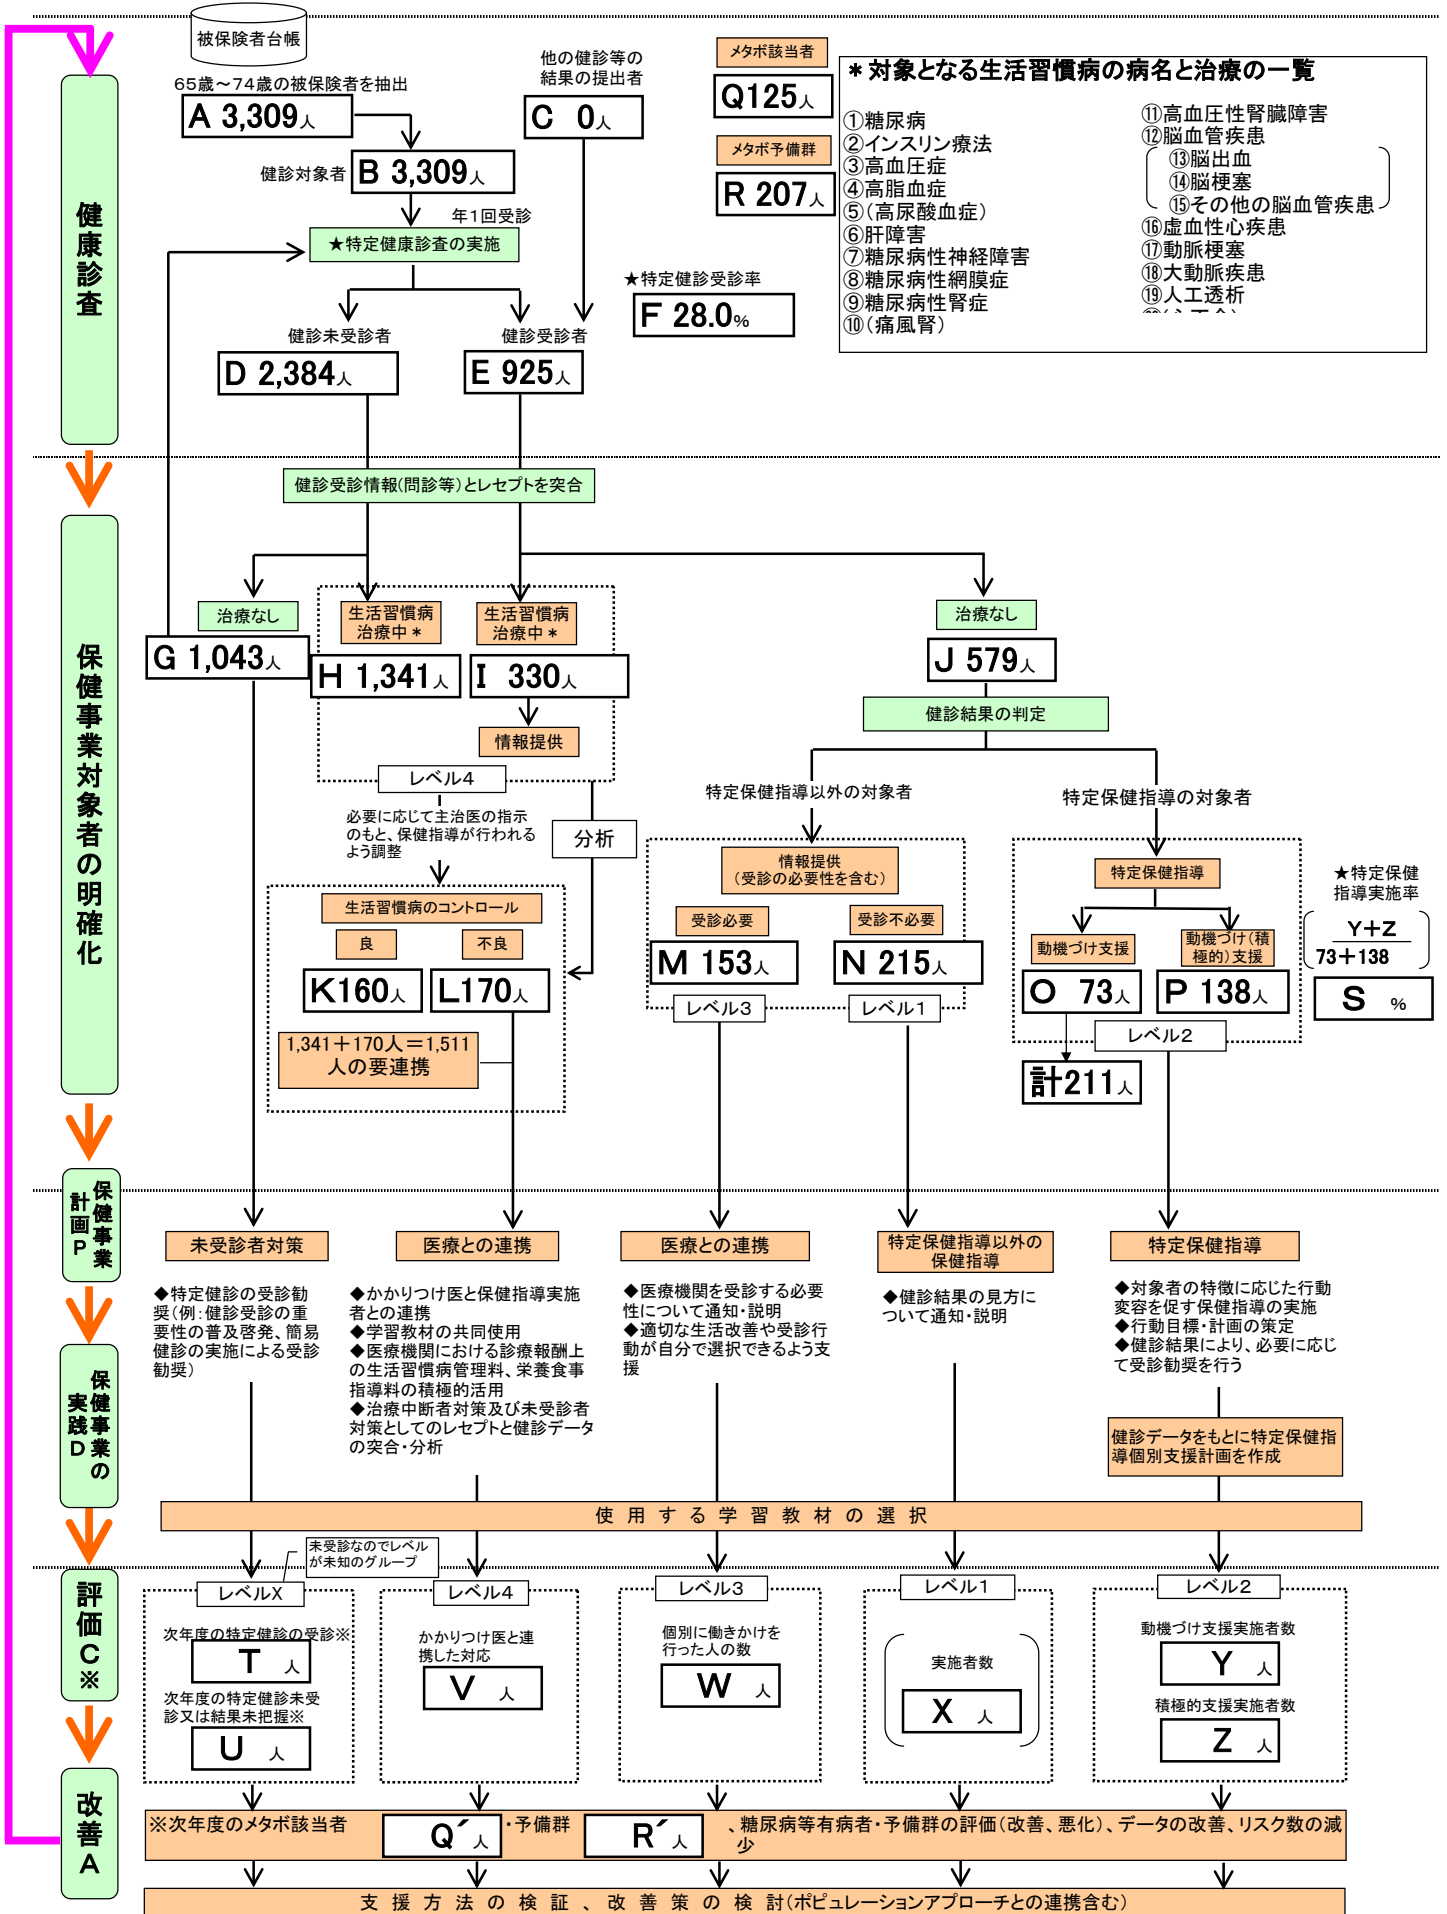 被保険者台帳
65歳～74歳の被保険者を抽出
A 3,309人
他の健診等の
結果の提出者
C 0人
健診対象者
B 3,309人
年1回受診
★特定健康診査の実施
健診未受診者
D 2,384人
健診受診者
E 925人
★特定健診受診率
F 28.0%
メタボ該当者
Q125人
メタボ予備群
R 207人
*対象となる生活習慣病の病名と治療の一覧
①糖尿病
②インスリン療法
③高血圧症
④高脂血症
⑤(高尿酸血症)
⑥肝障害
⑦糖尿病性神経障害
⑧糖尿病性網膜症
⑨糖尿病性腎症
⑩(痛風腎)
⑪高血圧性腎臓障害
⑫脳血管疾患
⑬脳出血
⑭脳梗塞
⑮その他の脳血管疾患
⑯虚血性心疾患
⑰動脈梗塞
⑱大動脈疾患
⑲人工透析
健康診査
健診受診情報(問診等)とレセプトを突合
保健事業対象者の明確化
治療なし
G 1,043人
生活習慣病
治療中*
H 1,341人
生活習慣病
治療中*
I 330人
情報提供
レベル4
必要に応じて主治医の指示
のもと、保健指導が行われる
よう調整
分析
生活習慣病のコントロール
良
不良
K160人
L170人
1,341＋170人＝1,511
人の要連携
治療なし
J 579人
健診結果の判定
特定保健指導以外の対象者
特定保健指導の対象者
情報提供
(受診の必要性を含む)
受診必要
M 153人
レベル3
受診不必要
N 215人
レベル1
特定保健指導
動機づけ支援
O 73人
動機づけ(積
極的)支援
P 138人
レベル2
計211人
★特定保健
指導実施率
Y＋Z
73＋138
S %
保健事業
計画P
未受診者対策
医療との連携
医療との連携
特定保健指導以外の
保健指導
特定保健指導
◆特定健診の受診勧
奨(例:健診受診の重
要性の普及啓発、簡易
健診の実施による受診
勧奨)
◆かかりつけ医と保健指導実施
者との連携
◆学習教材の共同使用
◆医療機関における診療報酬上
の生活習慣病管理料、栄養食事
指導料の積極的活用
◆治療中断者対策及び未受診者
対策としてのレセプトと健診データ
の突合・分析
◆医療機関を受診する必要
性について通知・説明
◆適切な生活改善や受診行
動が自分で選択できるよう支
援
◆健診結果の見方に
ついて通知・説明
◆対象者の特徴に応じた行動
変容を促す保健指導の実施
◆行動目標・計画の策定
◆健診結果により、必要に応じ
て受診勧奨を行う
健診データをもとに特定保健指
導個別支援計画を作成
保健事業の
実践D
使用する学習教材の選択
未受診なのでレベル
が未知のグループ
評価C※
レベルX
次年度の特定健診の受診※
T 人
次年度の特定健診未受
診又は結果未把握※
U 人
レベル4
かかりつけ医と連
携した対応
V 人
レベル3
個別に働きかけを
行った人の数
W 人
レベル1
実施者数
X 人
レベル2
動機づけ支援実施者数
Y 人
積極的支援実施者数
Z 人
改善A
※次年度のメタボ該当者 Q´人 ・予備群 R´人 、糖尿病等有病者・予備群の評価(改善、悪化)、データの改善、リスク数の減
少
支援方法の検証、改善策の検討(ポピュレーションアプローチとの連携含む)